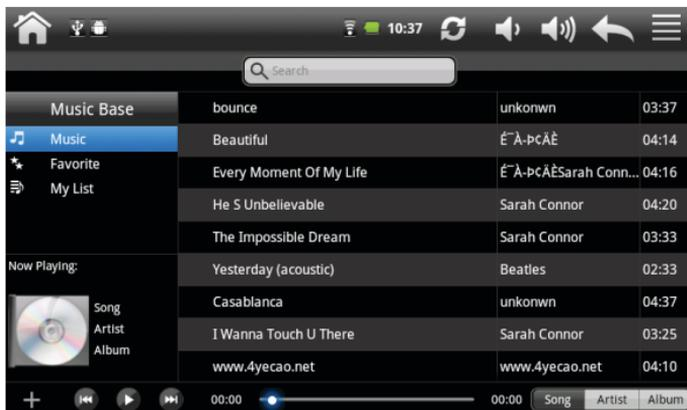 10:37
Search
Music Base
Music
Favorite
My List
bounce unkonwn 03:37
Beautiful É¯À-Þ¢ÄÈ 04:14
Every Moment Of My Life É¯À-Þ¢ÄÈSarah Conn... 04:16
He S Unbelievable Sarah Connor 04:20
The Impossible Dream Sarah Connor 03:33
Yesterday (acoustic) Beatles 02:33
Casablanca unkonwn 04:37
I Wanna Touch U There Sarah Connor 03:25
www.4yecao.net www.4yecao.net 04:10
Now Playing:
Song
Artist
Album
00:00 00:00 Song Artist Album